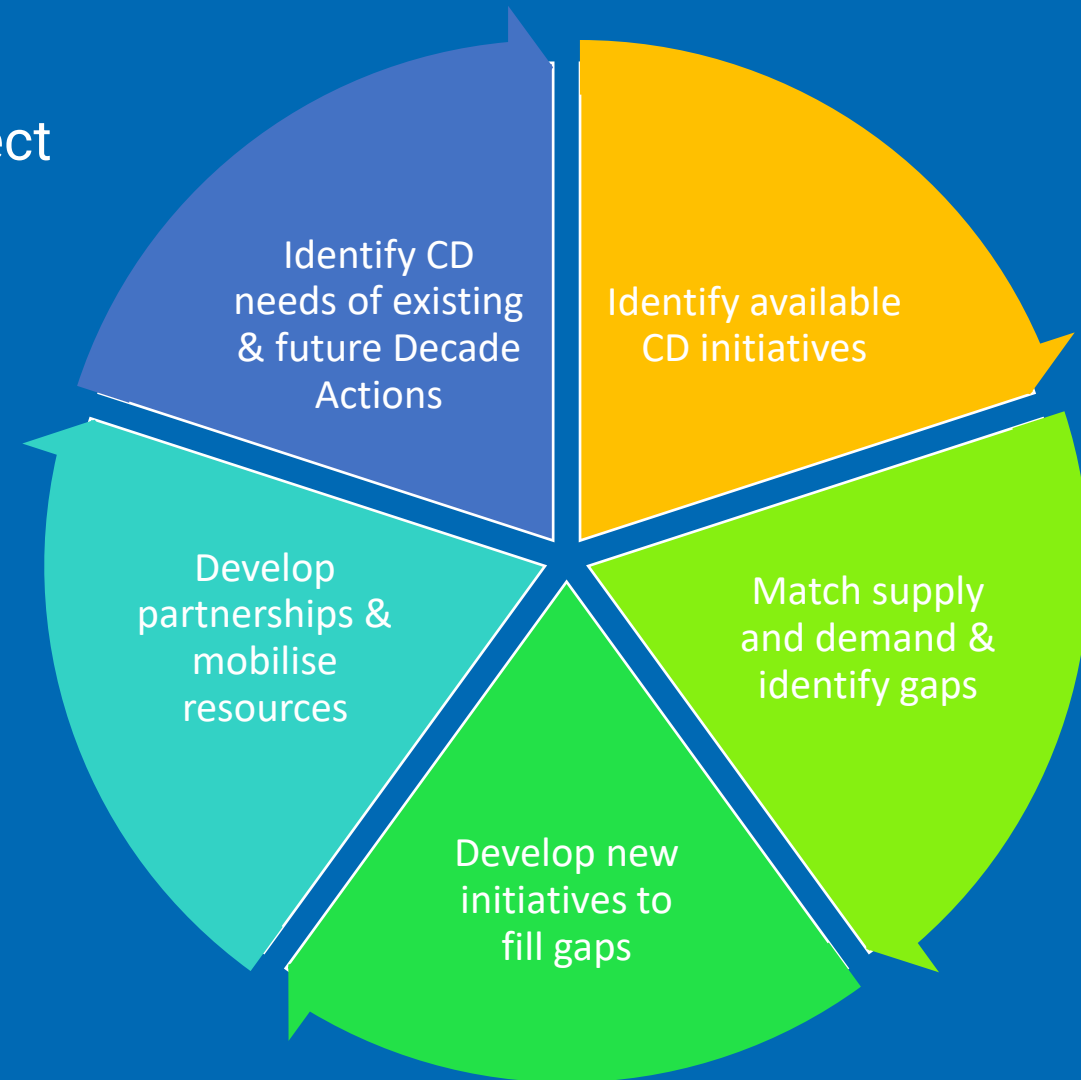 ect
Identify CD
needs of existing
& future Decade
Actions
Identify available
CD initiatives
Match supply
and demand &
identify gaps
Develop new
initiatives to
fill gaps
Develop
partnerships &
mobilise
resources